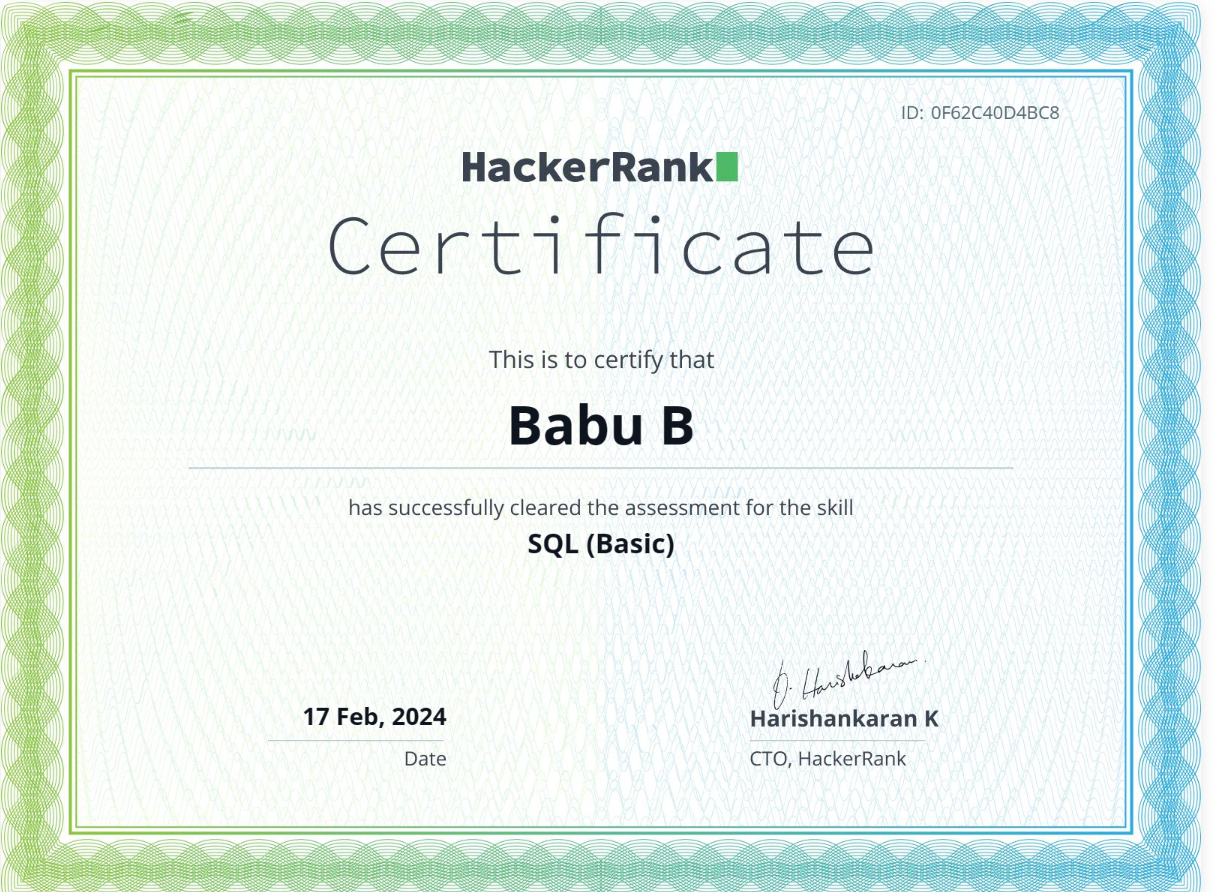 ID: 0F62C40D4BC8
HackerRank
Certificate
This is to certify that
Babu B
has successfully cleared the assessment for the skill
SQL (Basic)
17 Feb, 2024
Date
Harishankaran K
CTO, HackerRank